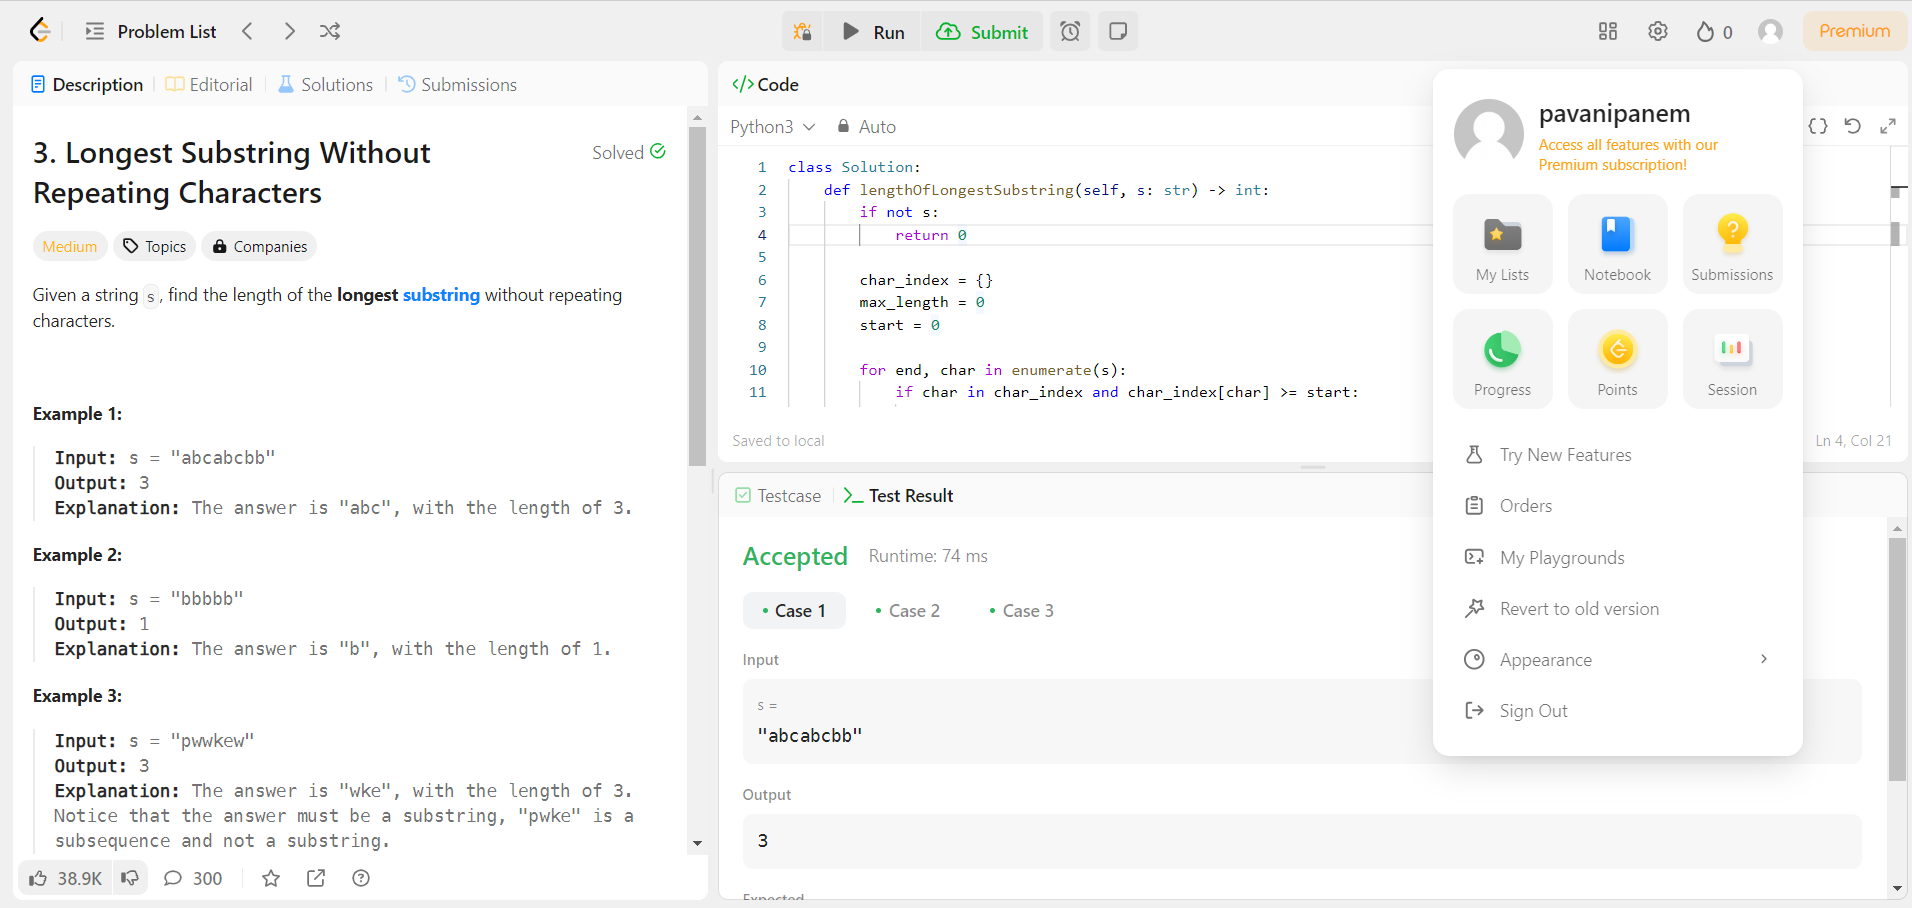 Problem List
Run
Submit
0
Premium
Description
Editorial
Solutions
Submissions
3. Longest Substring Without
Repeating Characters
Solved
Medium
Topics
Companies
Given a string s, find the length of the longest substring without repeating
characters.
Example 1:
Input: s = "abcabcbb"
Output: 3
Explanation: The answer is "abc", with the length of 3.
Example 2:
Input: s = "bbbbb"
Output: 1
Explanation: The answer is "b", with the length of 1.
Example 3:
Input: s = "pwwkew"
Output: 3
Explanation: The answer is "wke", with the length of 3.
Notice that the answer must be a substring, "pwke" is a
subsequence and not a substring.
38.9K
300
</> Code
Python3
Auto
1 class Solution:
2 def lengthOfLongestSubstring(self, s: str) -> int:
3 if not s:
4 return 0
5
6 char_index = {}
7 max_length = 0
8 start = 0
9
10 for end, char in enumerate(s):
11 if char in char_index and char_index[char] >= start:
Saved to local
Ln 4, Col 21
Testcase
Test Result
Accepted
Runtime: 74 ms
Case 1
Case 2
Case 3
Input
s =
"abcabcbb"
Output
3
Expected
pavanipanem
Access all features with our
Premium subscription!
My Lists
Notebook
Submissions
Progress
Points
Session
Try New Features
Orders
My Playgrounds
Revert to old version
Appearance
Sign Out